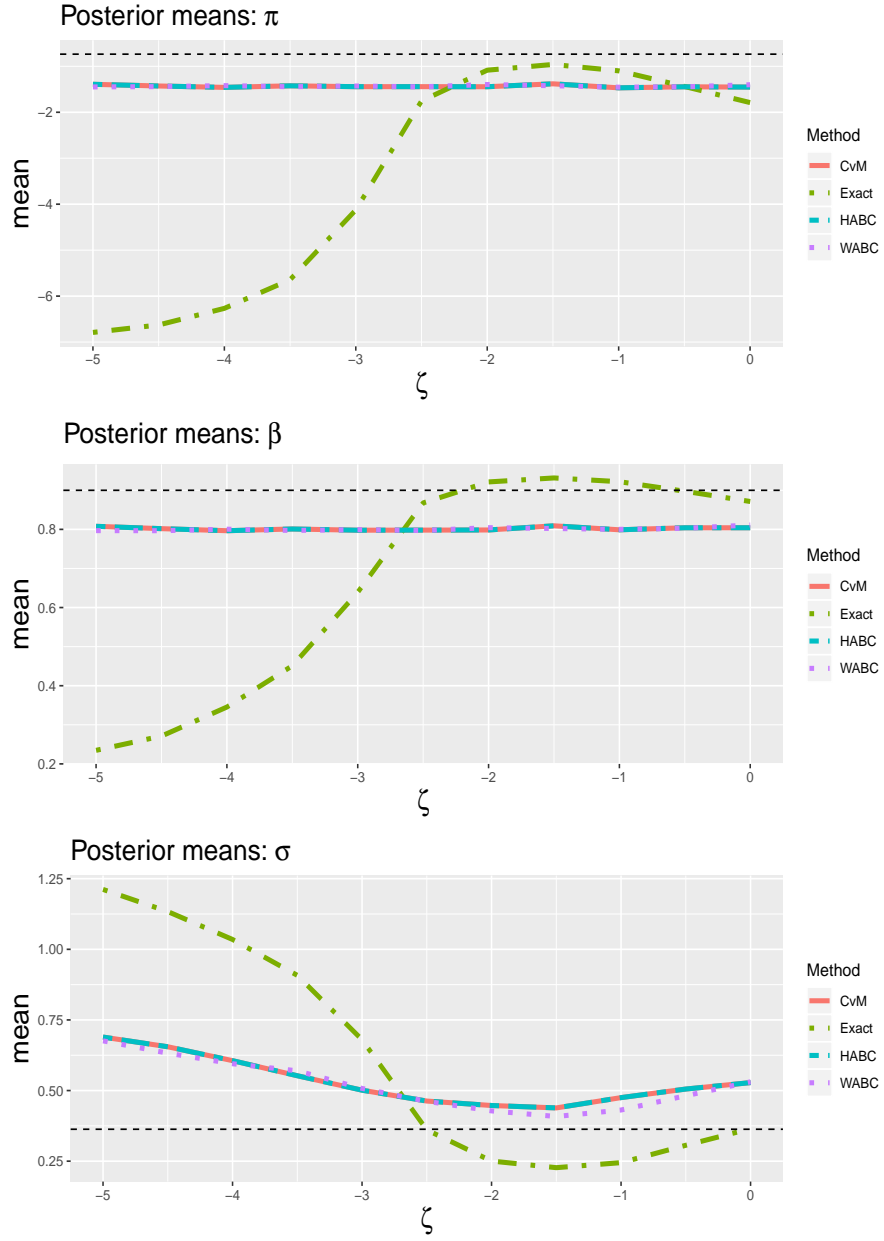 Posterior means: π
mean
−2
−4
−6
−5
−4
−3
−2
−1
0
ζ
Method
CvM
Exact
HABC
WABC
Posterior means: β
mean
0.8
0.6
0.4
0.2
−5
−4
−3
−2
−1
0
ζ
Method
CvM
Exact
HABC
WABC
Posterior means: σ
mean
1.25
1.00
0.75
0.50
0.25
−5
−4
−3
−2
−1
0
ζ
Method
CvM
Exact
HABC
WABC